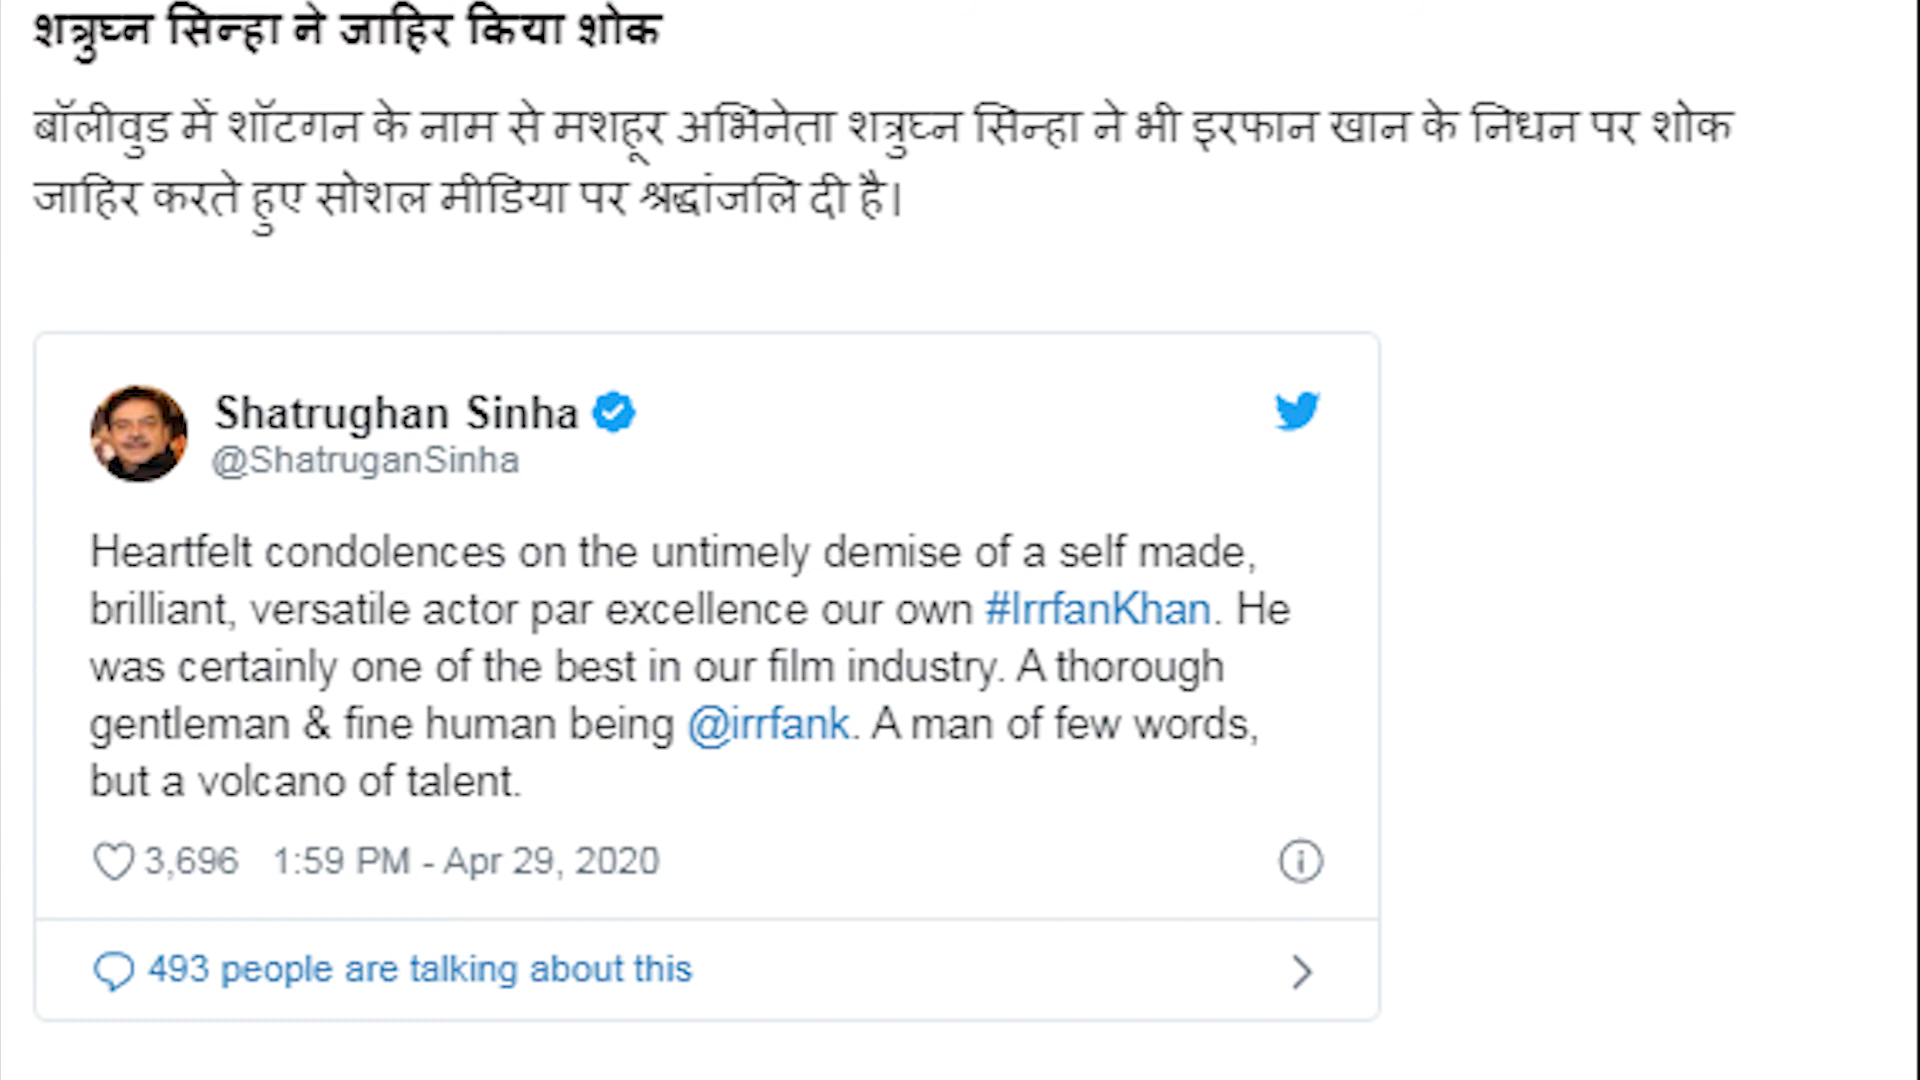 शत्रुघ्न सिन्हा ने जाहिर किया शोक
बॉलीवुड में शॉटगन के नाम से मशहूर अभिनेता शत्रुघ्न सिन्हा ने भी इरफान खान के निधन पर शोक
जाहिर करते हुए सोशल मीडिया पर श्रद्धांजलि दी है।
Shatrughan Sinha
@ShatruganSinha
Heartfelt condolences on the untimely demise of a self made,
brilliant, versatile actor par excellence our own #IrrfanKhan. He
was certainly one of the best in our film industry. A thorough
gentleman & fine human being @irrfank. A man of few words,
but a volcano of talent.
3,696 1:59 PM - Apr 29, 2020
493 people are talking about this